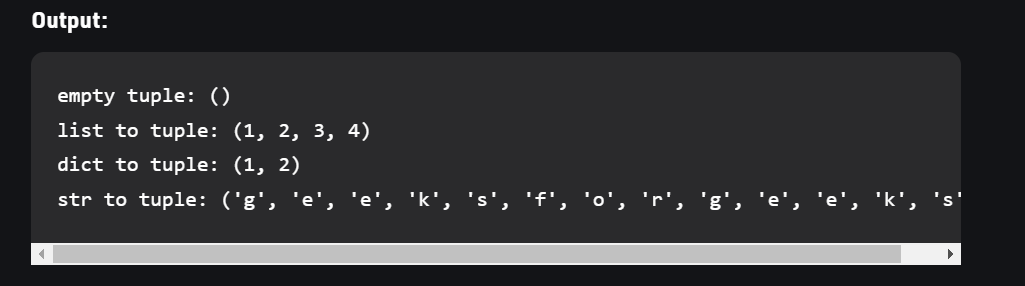 Output:
empty tuple: ()
list to tuple: (1, 2, 3, 4)
dict to tuple: (1, 2)
str to tuple: ('g', 'e', 'e', 'k', 's', 'f', 'o', 'r', 'g', 'e', 'e', 'k', 's'